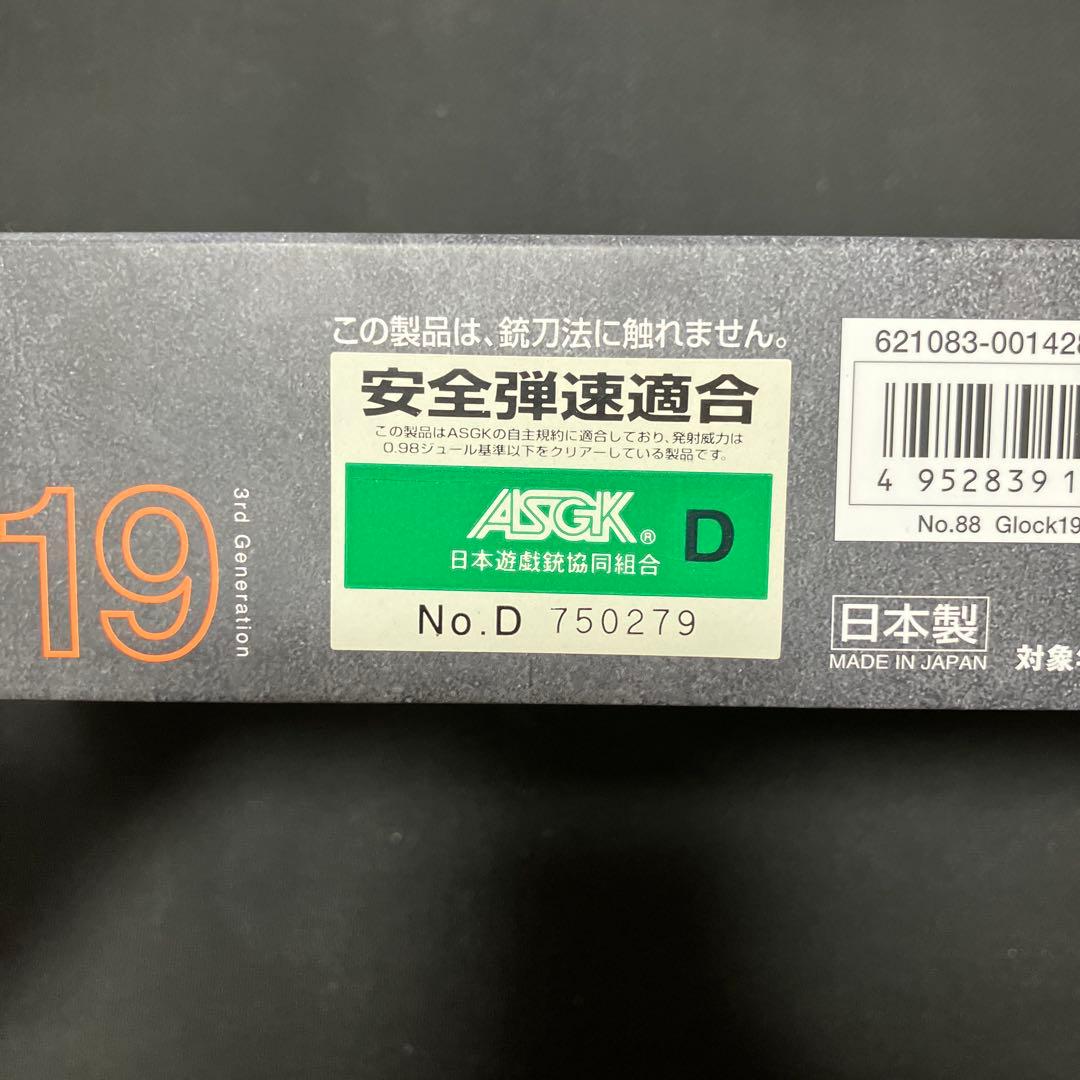 19
3rd Generation
この製品は、銃刀法に触れません。
安全弾速適合
この製品はASGKの自主規約に適合しており、発射威力は
0.98ジュール基準以下をクリアーしている製品です。
ASGK®
D
日本遊戯銃協同組合
No.D 750279
621083-001428
4 952839 1
No.88 Glock19
日本製
MADE IN JAPAN
対象